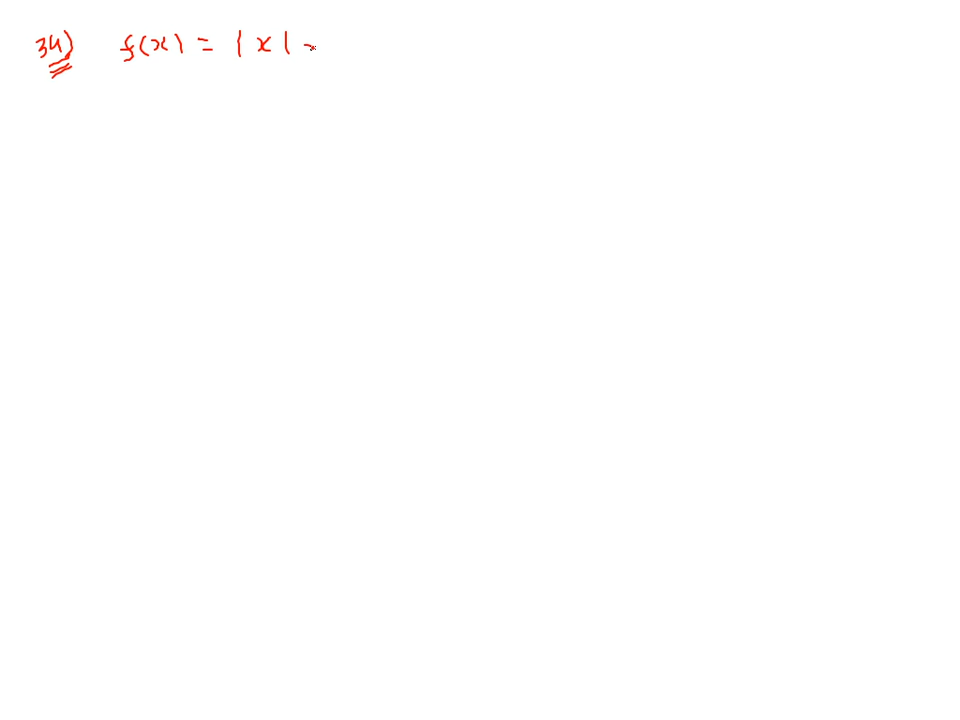 34) f(x) = |x| -